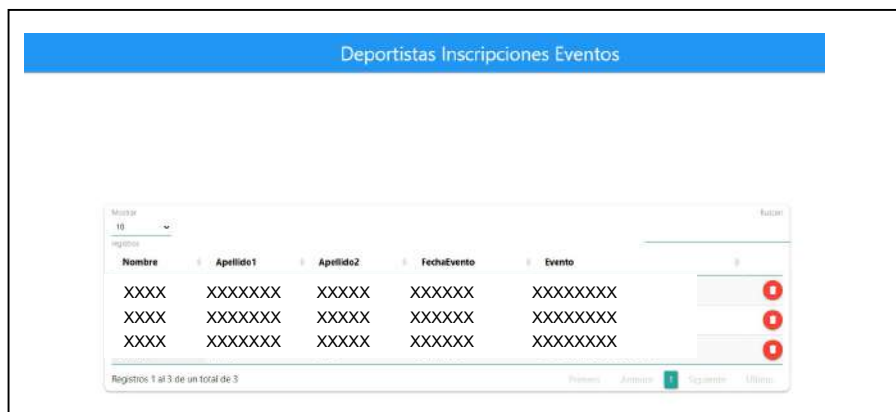 Deportistas Inscripciones Eventos
Mostrar
Buscar:
10
registros
Nombre Apellido1 Apellido2 FechaEvento Evento
XXXX XXXXXXX XXXXX XXXXXX XXXXXXXX
XXXX XXXXXXX XXXXX XXXXXX XXXXXXXX
XXXX XXXXXXX XXXXX XXXXXX XXXXXXXX
Registros 1 al 3 de un total de 3 Primero Anterior 1 Siguiente Último